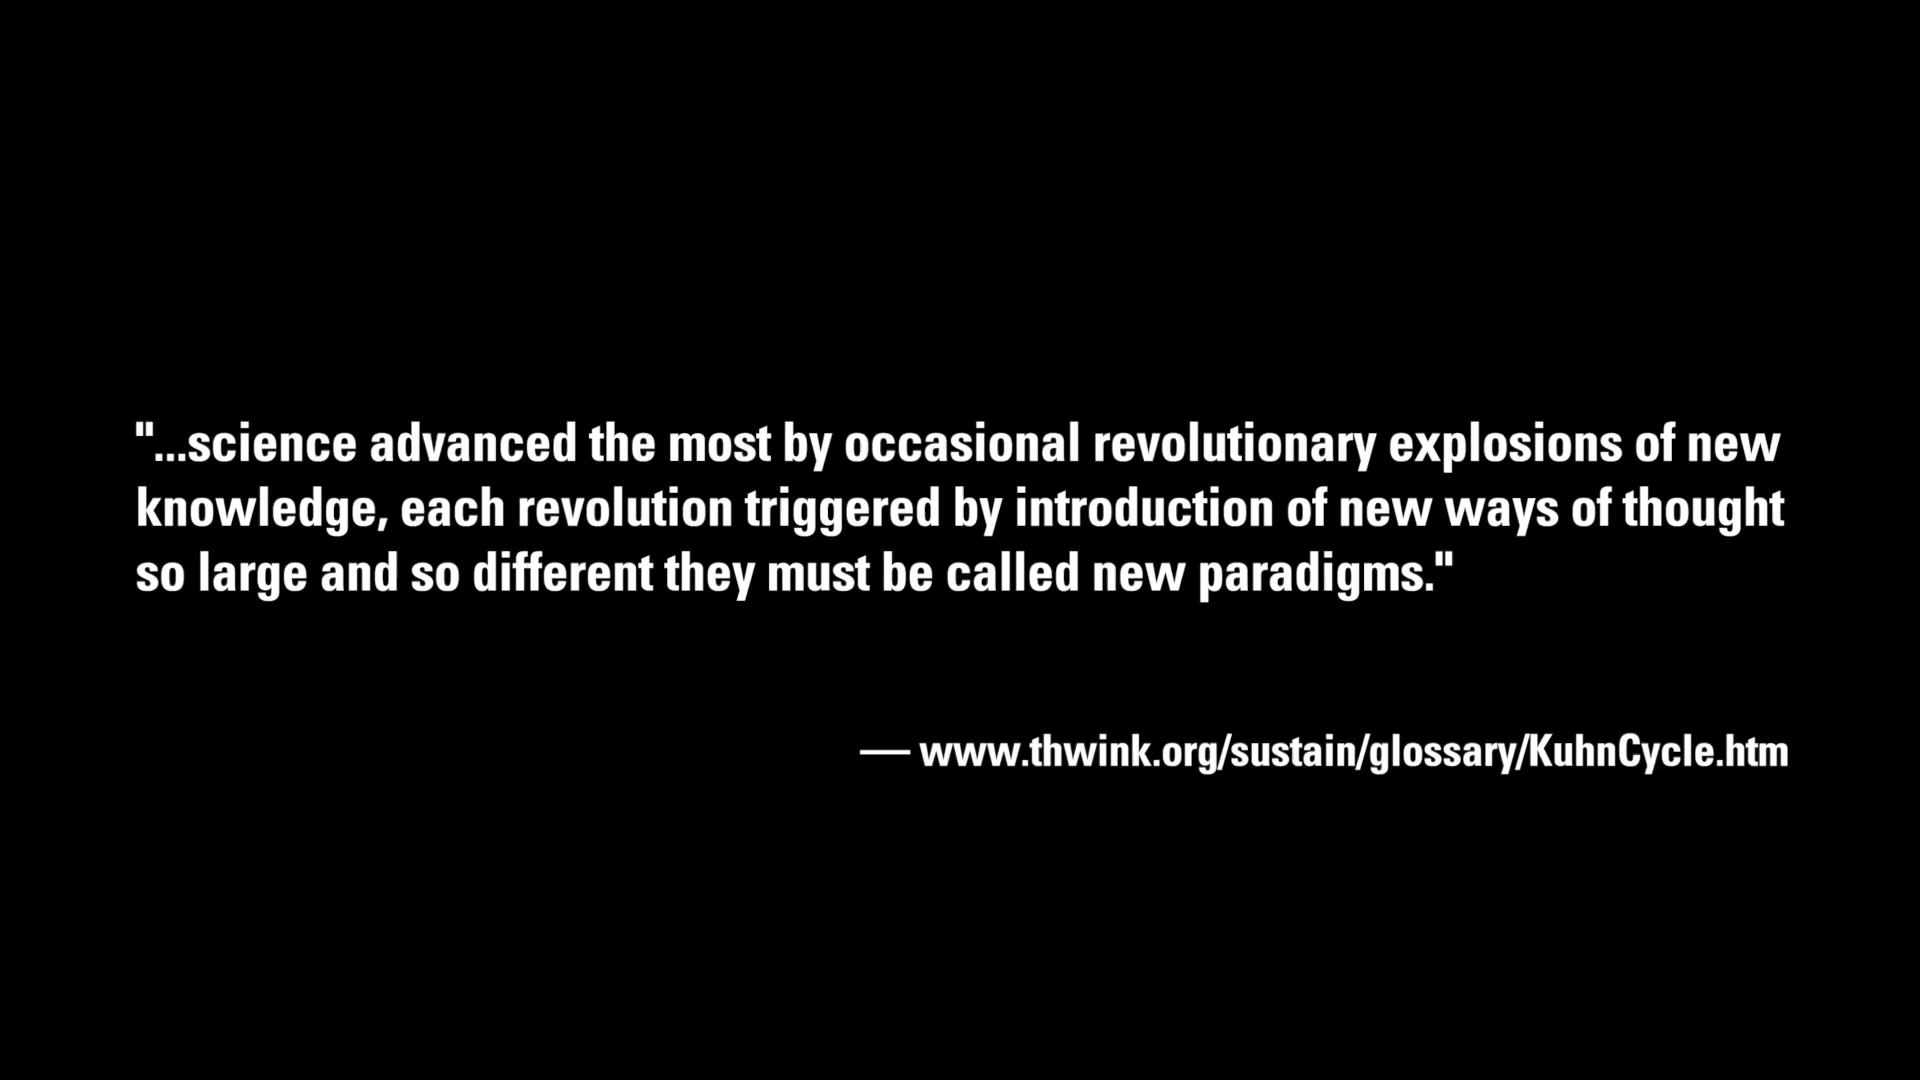 "...science advanced the most by occasional revolutionary explosions of new
knowledge, each revolution triggered by introduction of new ways of thought
so large and so different they must be called new paradigms."
— www.thwink.org/sustain/glossary/KuhnCycle.htm